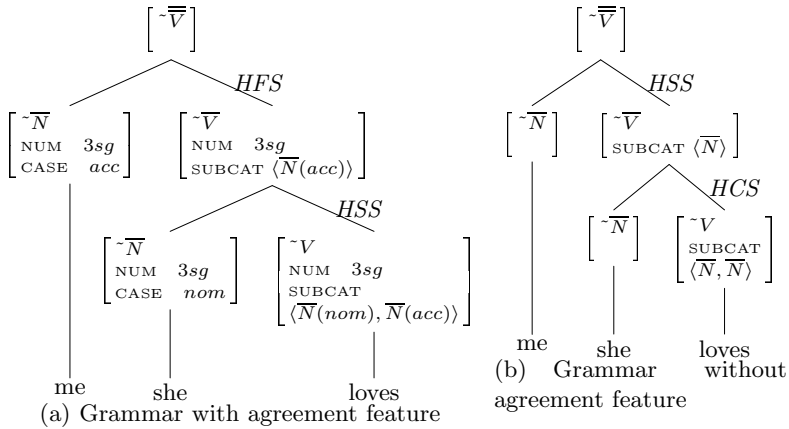 [ ~V̿ ]
HFS
[ ~N̅
NUM 3sg
CASE acc ]
[ ~V̅
NUM 3sg
SUBCAT ⟨N̅(acc)⟩ ]
HSS
[ ~N̅
NUM 3sg
CASE nom ]
[ ~V
NUM 3sg
SUBCAT
⟨N̅(nom), N̅(acc)⟩ ]
me she loves
(a) Grammar with agreement feature
[ ~V̿ ]
HSS
[ ~N̅ ]
[ ~V̅
SUBCAT ⟨N̅⟩ ]
HCS
[ ~N̅ ]
[ ~V
SUBCAT
⟨N̅, N̅⟩ ]
me she loves
(b) Grammar without
agreement feature